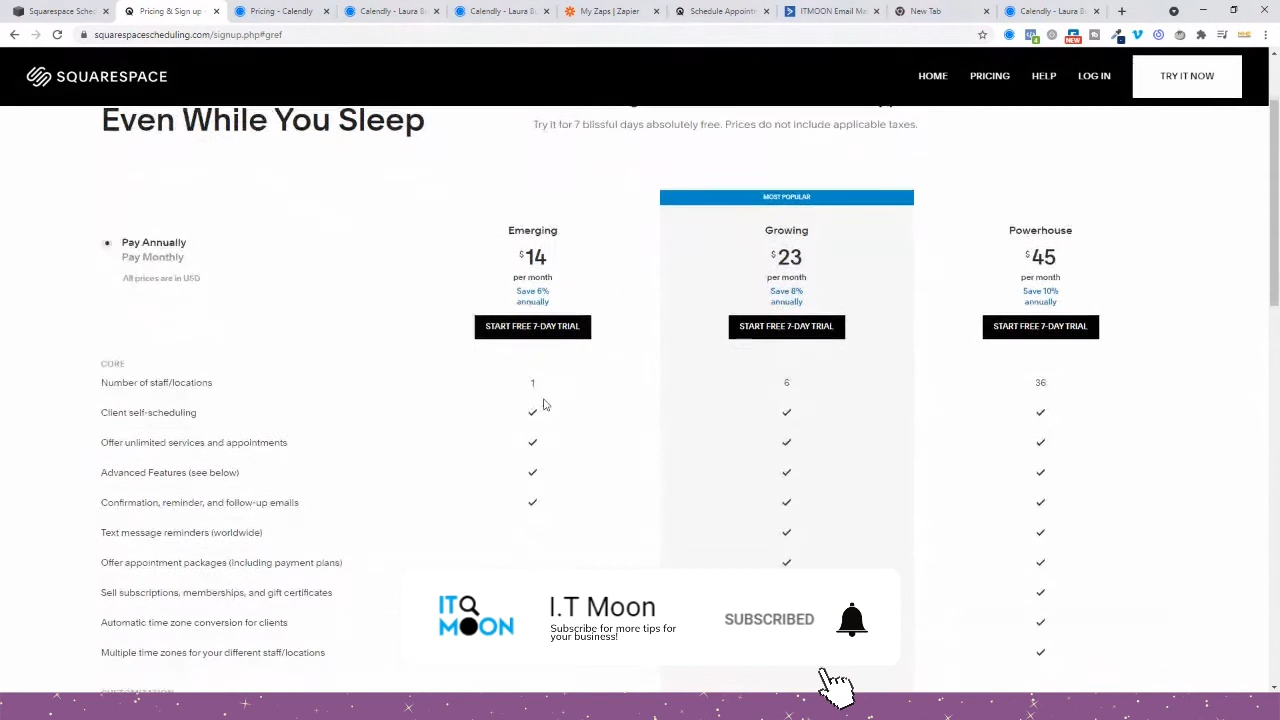 Squarespace Sche
Pricing & Sign up -
Pricing - Calendly
Calendly - Laura B
Calendly - Laura B
My Zaps | Zapier
Schedule Appoint
ITMOON Email Ma
New Tab
Calendly - Laura B
squarespacescheduling.com/signup.php#gref
NEW
SQUARESPACE
HOME
PRICING
HELP
LOG IN
TRY IT NOW
Even While You Sleep
Try it for 7 blissful days absolutely free. Prices do not include applicable taxes.
MOST POPULAR
Pay Annually
Pay Monthly
All prices are in USD
Emerging
$14
per month
Save 6%
annually
START FREE 7-DAY TRIAL
Growing
$23
per month
Save 8%
annually
START FREE 7-DAY TRIAL
Powerhouse
$45
per month
Save 10%
annually
START FREE 7-DAY TRIAL
CORE
Number of staff/locations 1 6 36
Client self-scheduling
Offer unlimited services and appointments
Advanced Features (see below)
Confirmation, reminder, and follow-up emails
Text message reminders (worldwide)
Offer appointment packages (including payment plans)
Sell subscriptions, memberships, and gift certificates
Automatic time zone conversion for clients
Multiple time zones for your different staff/locations
IT
MOON
I.T Moon
Subscribe for more tips for
your business!
SUBSCRIBED